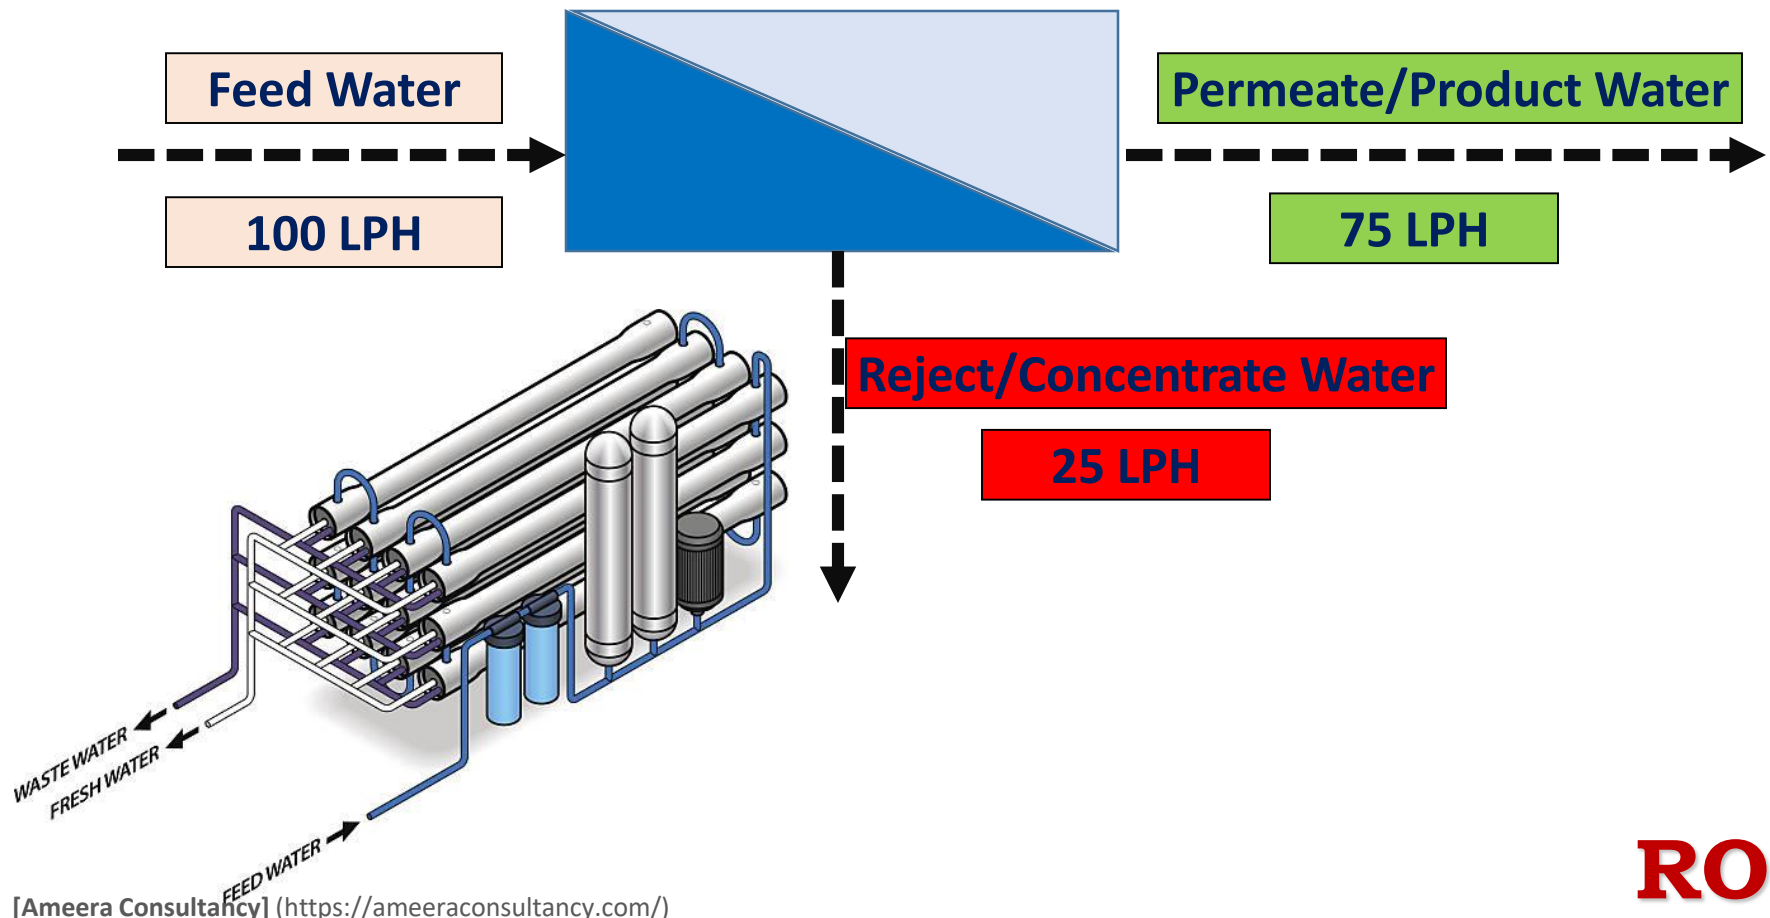 Feed Water
100 LPH
Permeate/Product Water
75 LPH
Reject/Concentrate Water
25 LPH
WASTE WATER
FRESH WATER
FEED WATER
RO
[Ameera Consultancy] (https://ameeraconsultancy.com/)